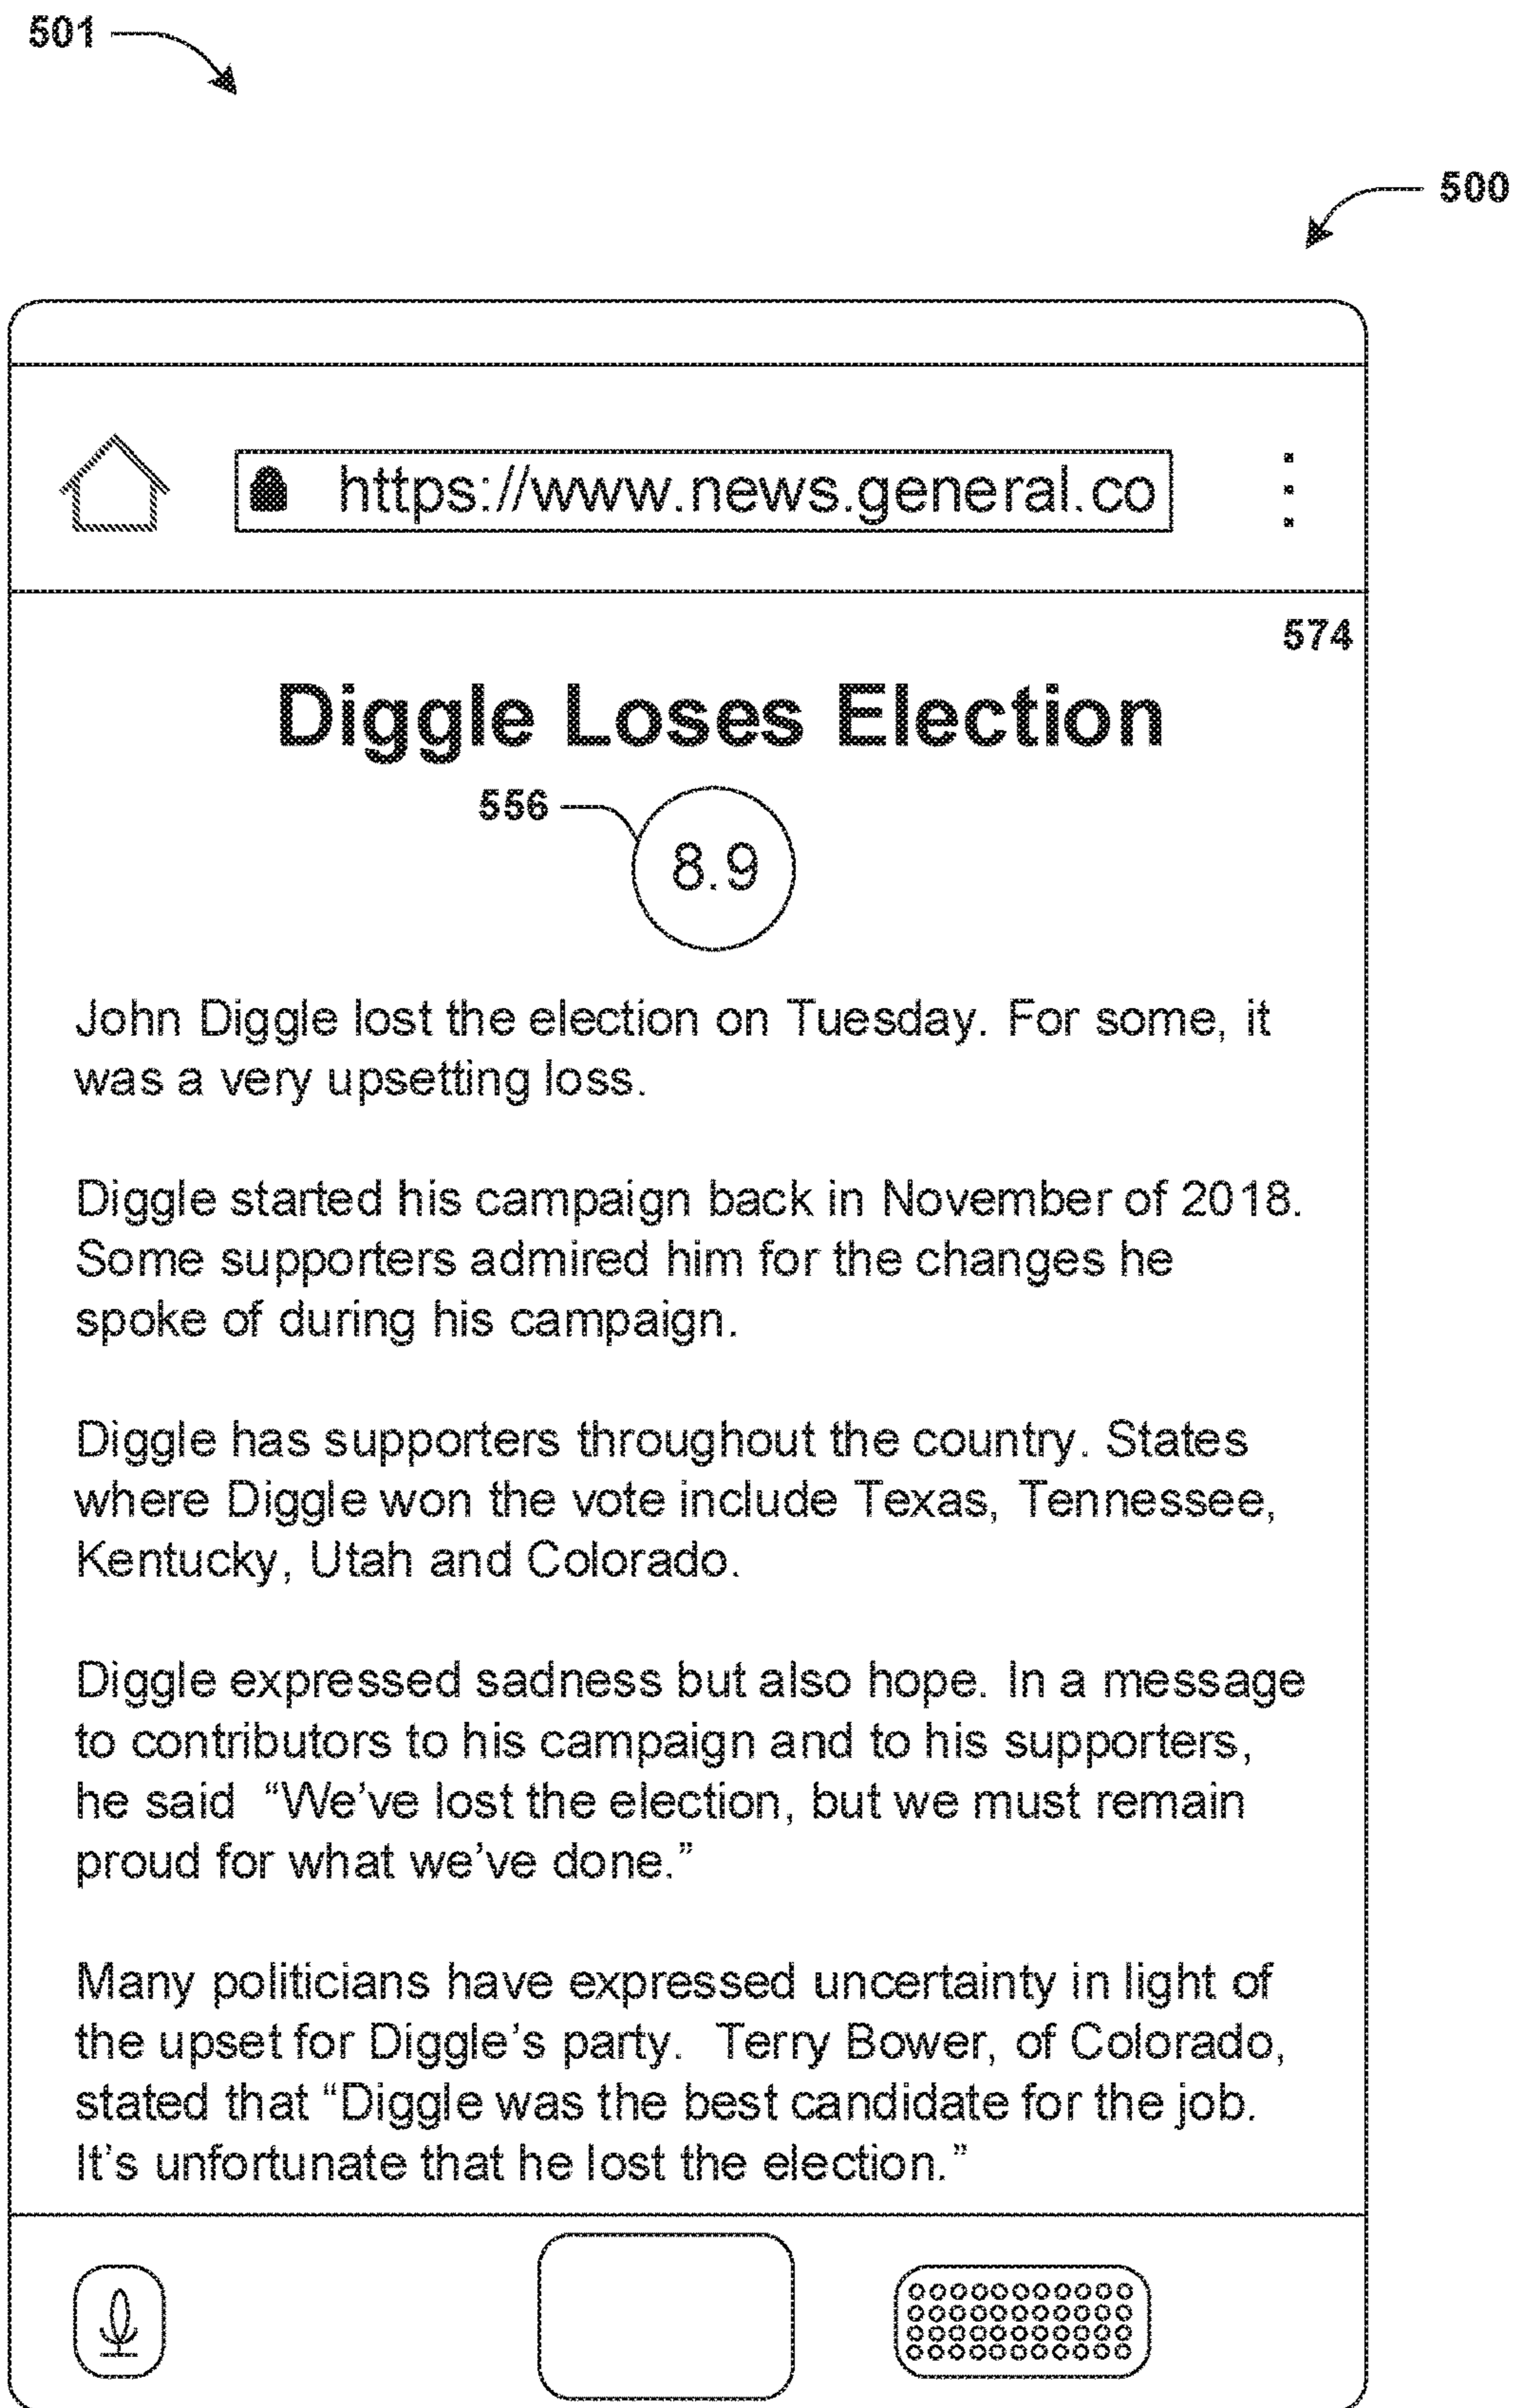 501
500
https://www.news.general.co
574
Diggle Loses Election
556
8.9
John Diggle lost the election on Tuesday. For some, it
was a very upsetting loss.
Diggle started his campaign back in November of 2018.
Some supporters admired him for the changes he
spoke of during his campaign.
Diggle has supporters throughout the country. States
where Diggle won the vote include Texas, Tennessee,
Kentucky, Utah and Colorado.
Diggle expressed sadness but also hope. In a message
to contributors to his campaign and to his supporters,
he said  “We’ve lost the election, but we must remain
proud for what we’ve done.”
Many politicians have expressed uncertainty in light of
the upset for Diggle’s party.  Terry Bower, of Colorado,
stated that “Diggle was the best candidate for the job.
It’s unfortunate that he lost the election.”